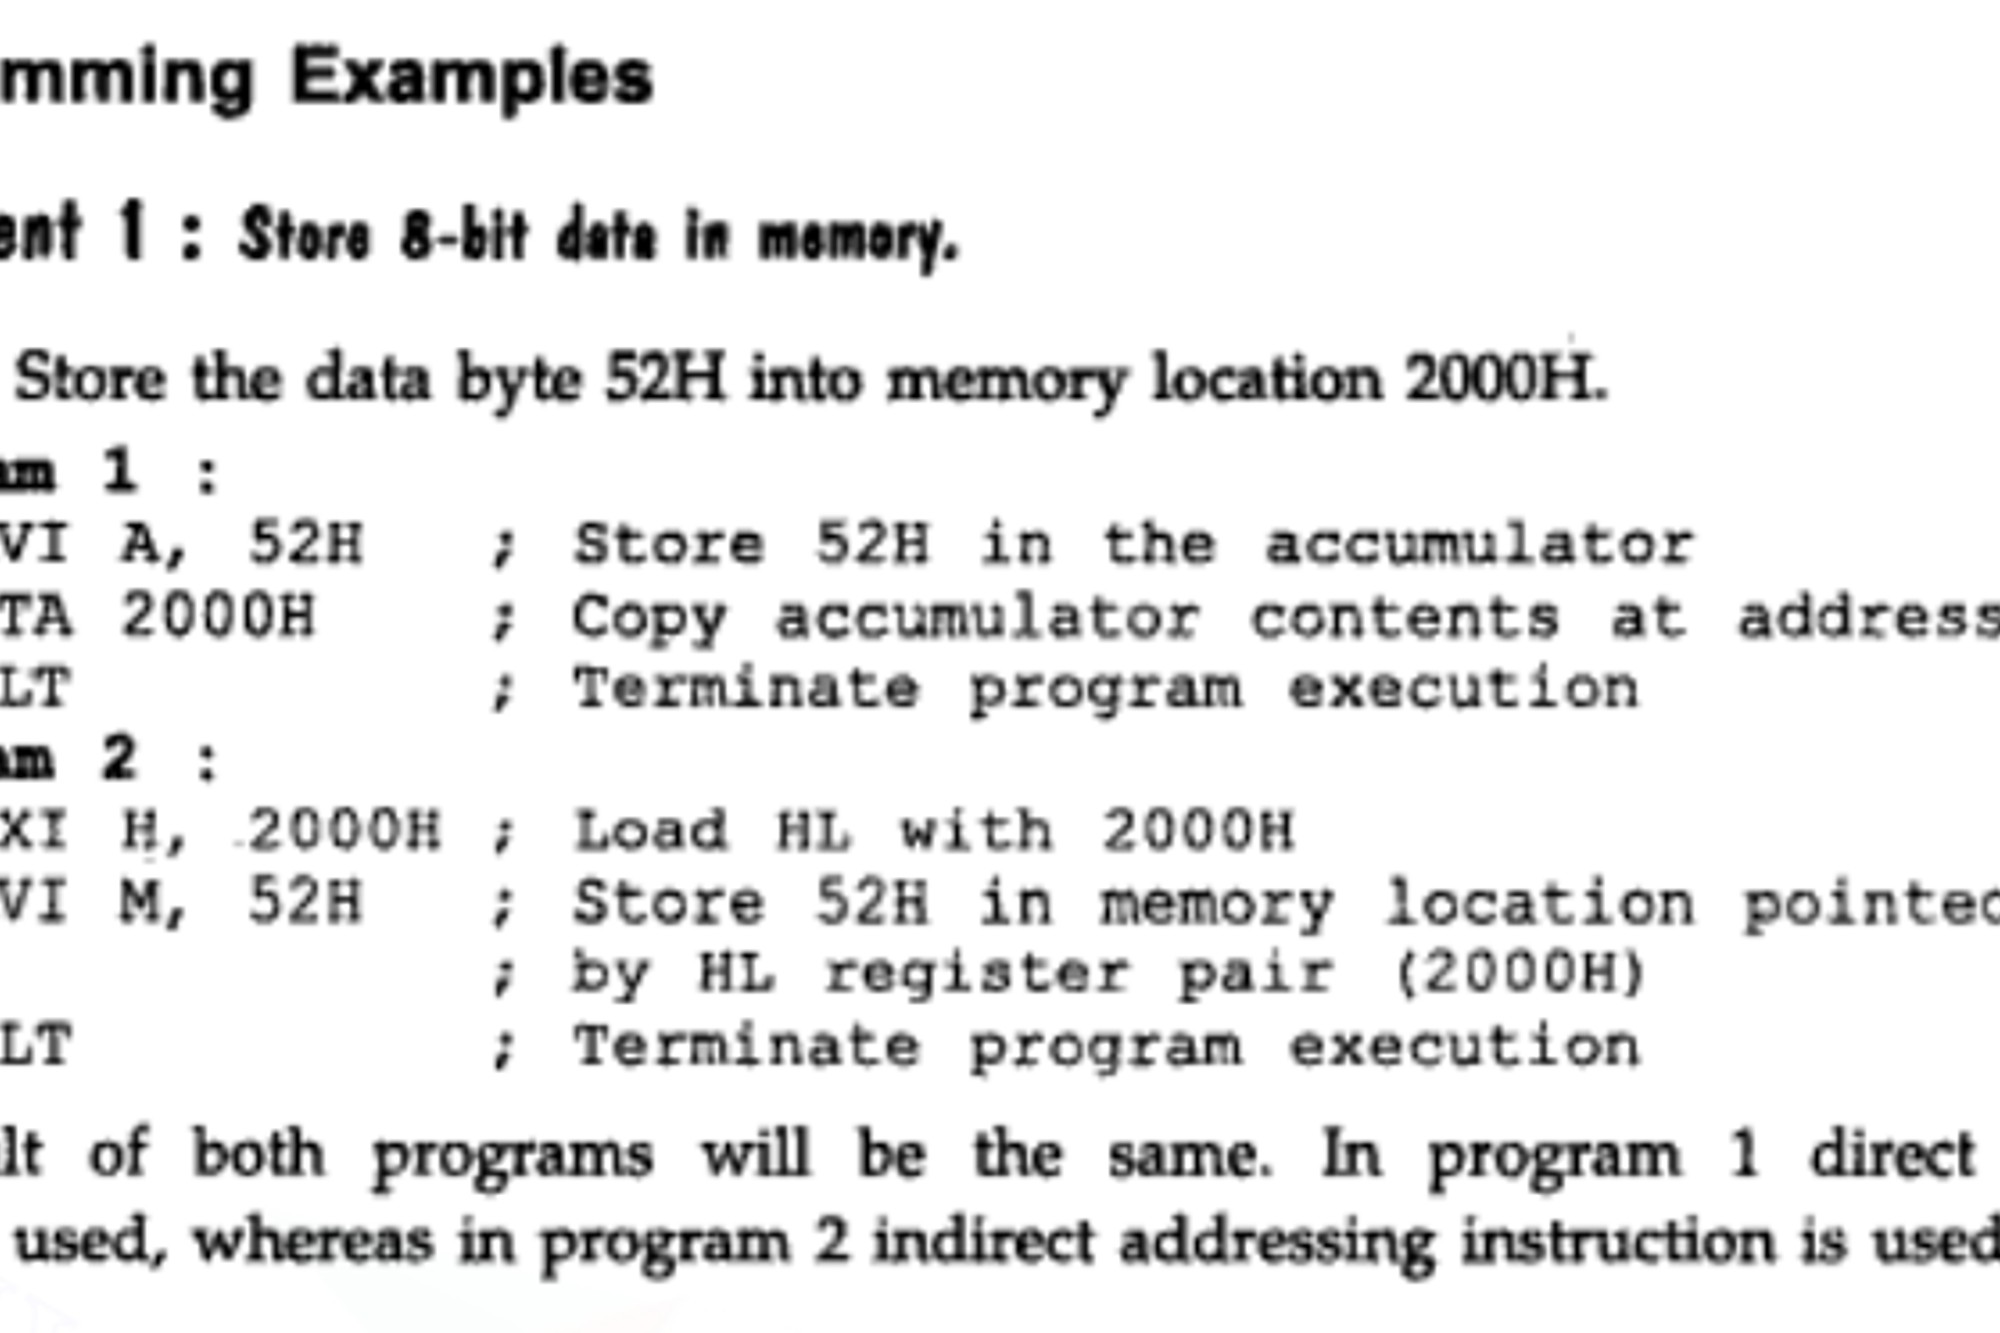 mming Examples
ent 1 : Store 8-bit data in memory.
Store the data byte 52H into memory location 2000H.
am 1 :
VI A, 52H ; Store 52H in the accumulator
TA 2000H ; Copy accumulator contents at address
LT ; Terminate program execution
am 2 :
XI H, 2000H ; Load HL with 2000H
VI M, 52H ; Store 52H in memory location pointed
; by HL register pair (2000H)
LT ; Terminate program execution
lt of both programs will be the same. In program 1 direct
used, whereas in program 2 indirect addressing instruction is used